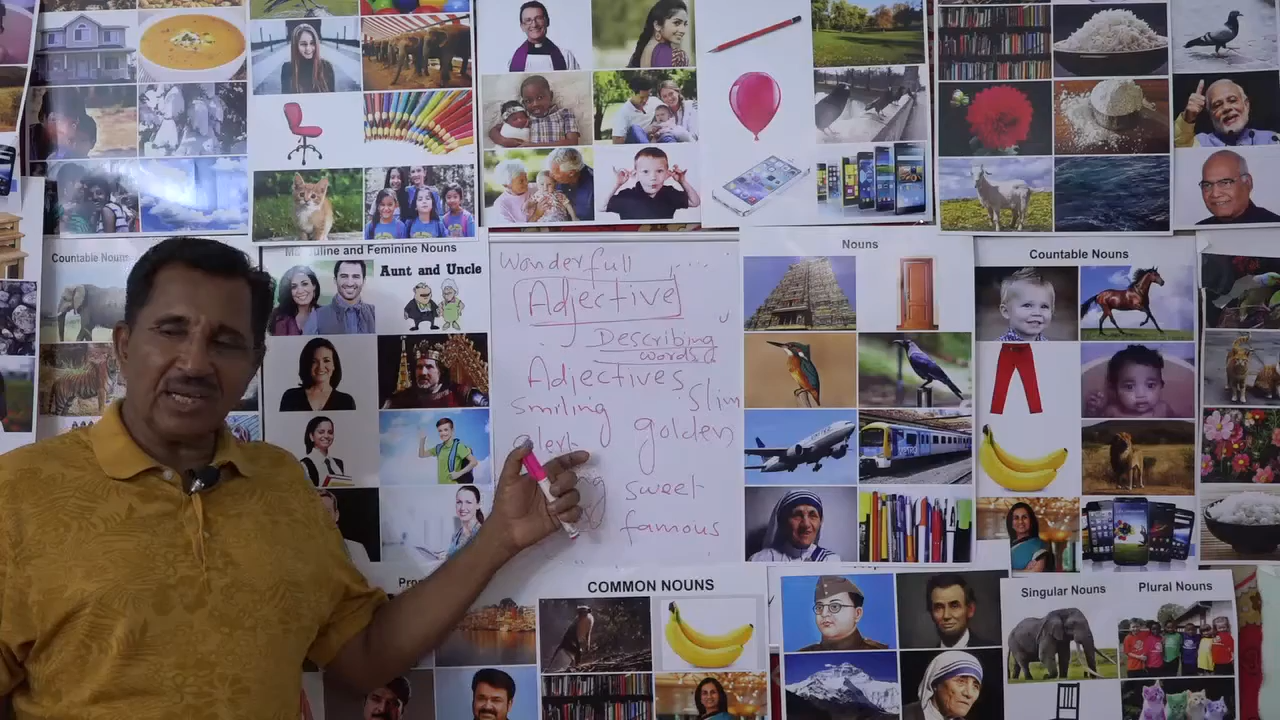 Countable Nouns
Masculine and Feminine Nouns
Aunt and Uncle
Wonderfull
Adjective
Describing
words
Adjectives
Smiling
Slim
golden
sweet
famous
Nouns
METRO
Countable Nouns
COMMON NOUNS
Singular Nouns
Plural Nouns